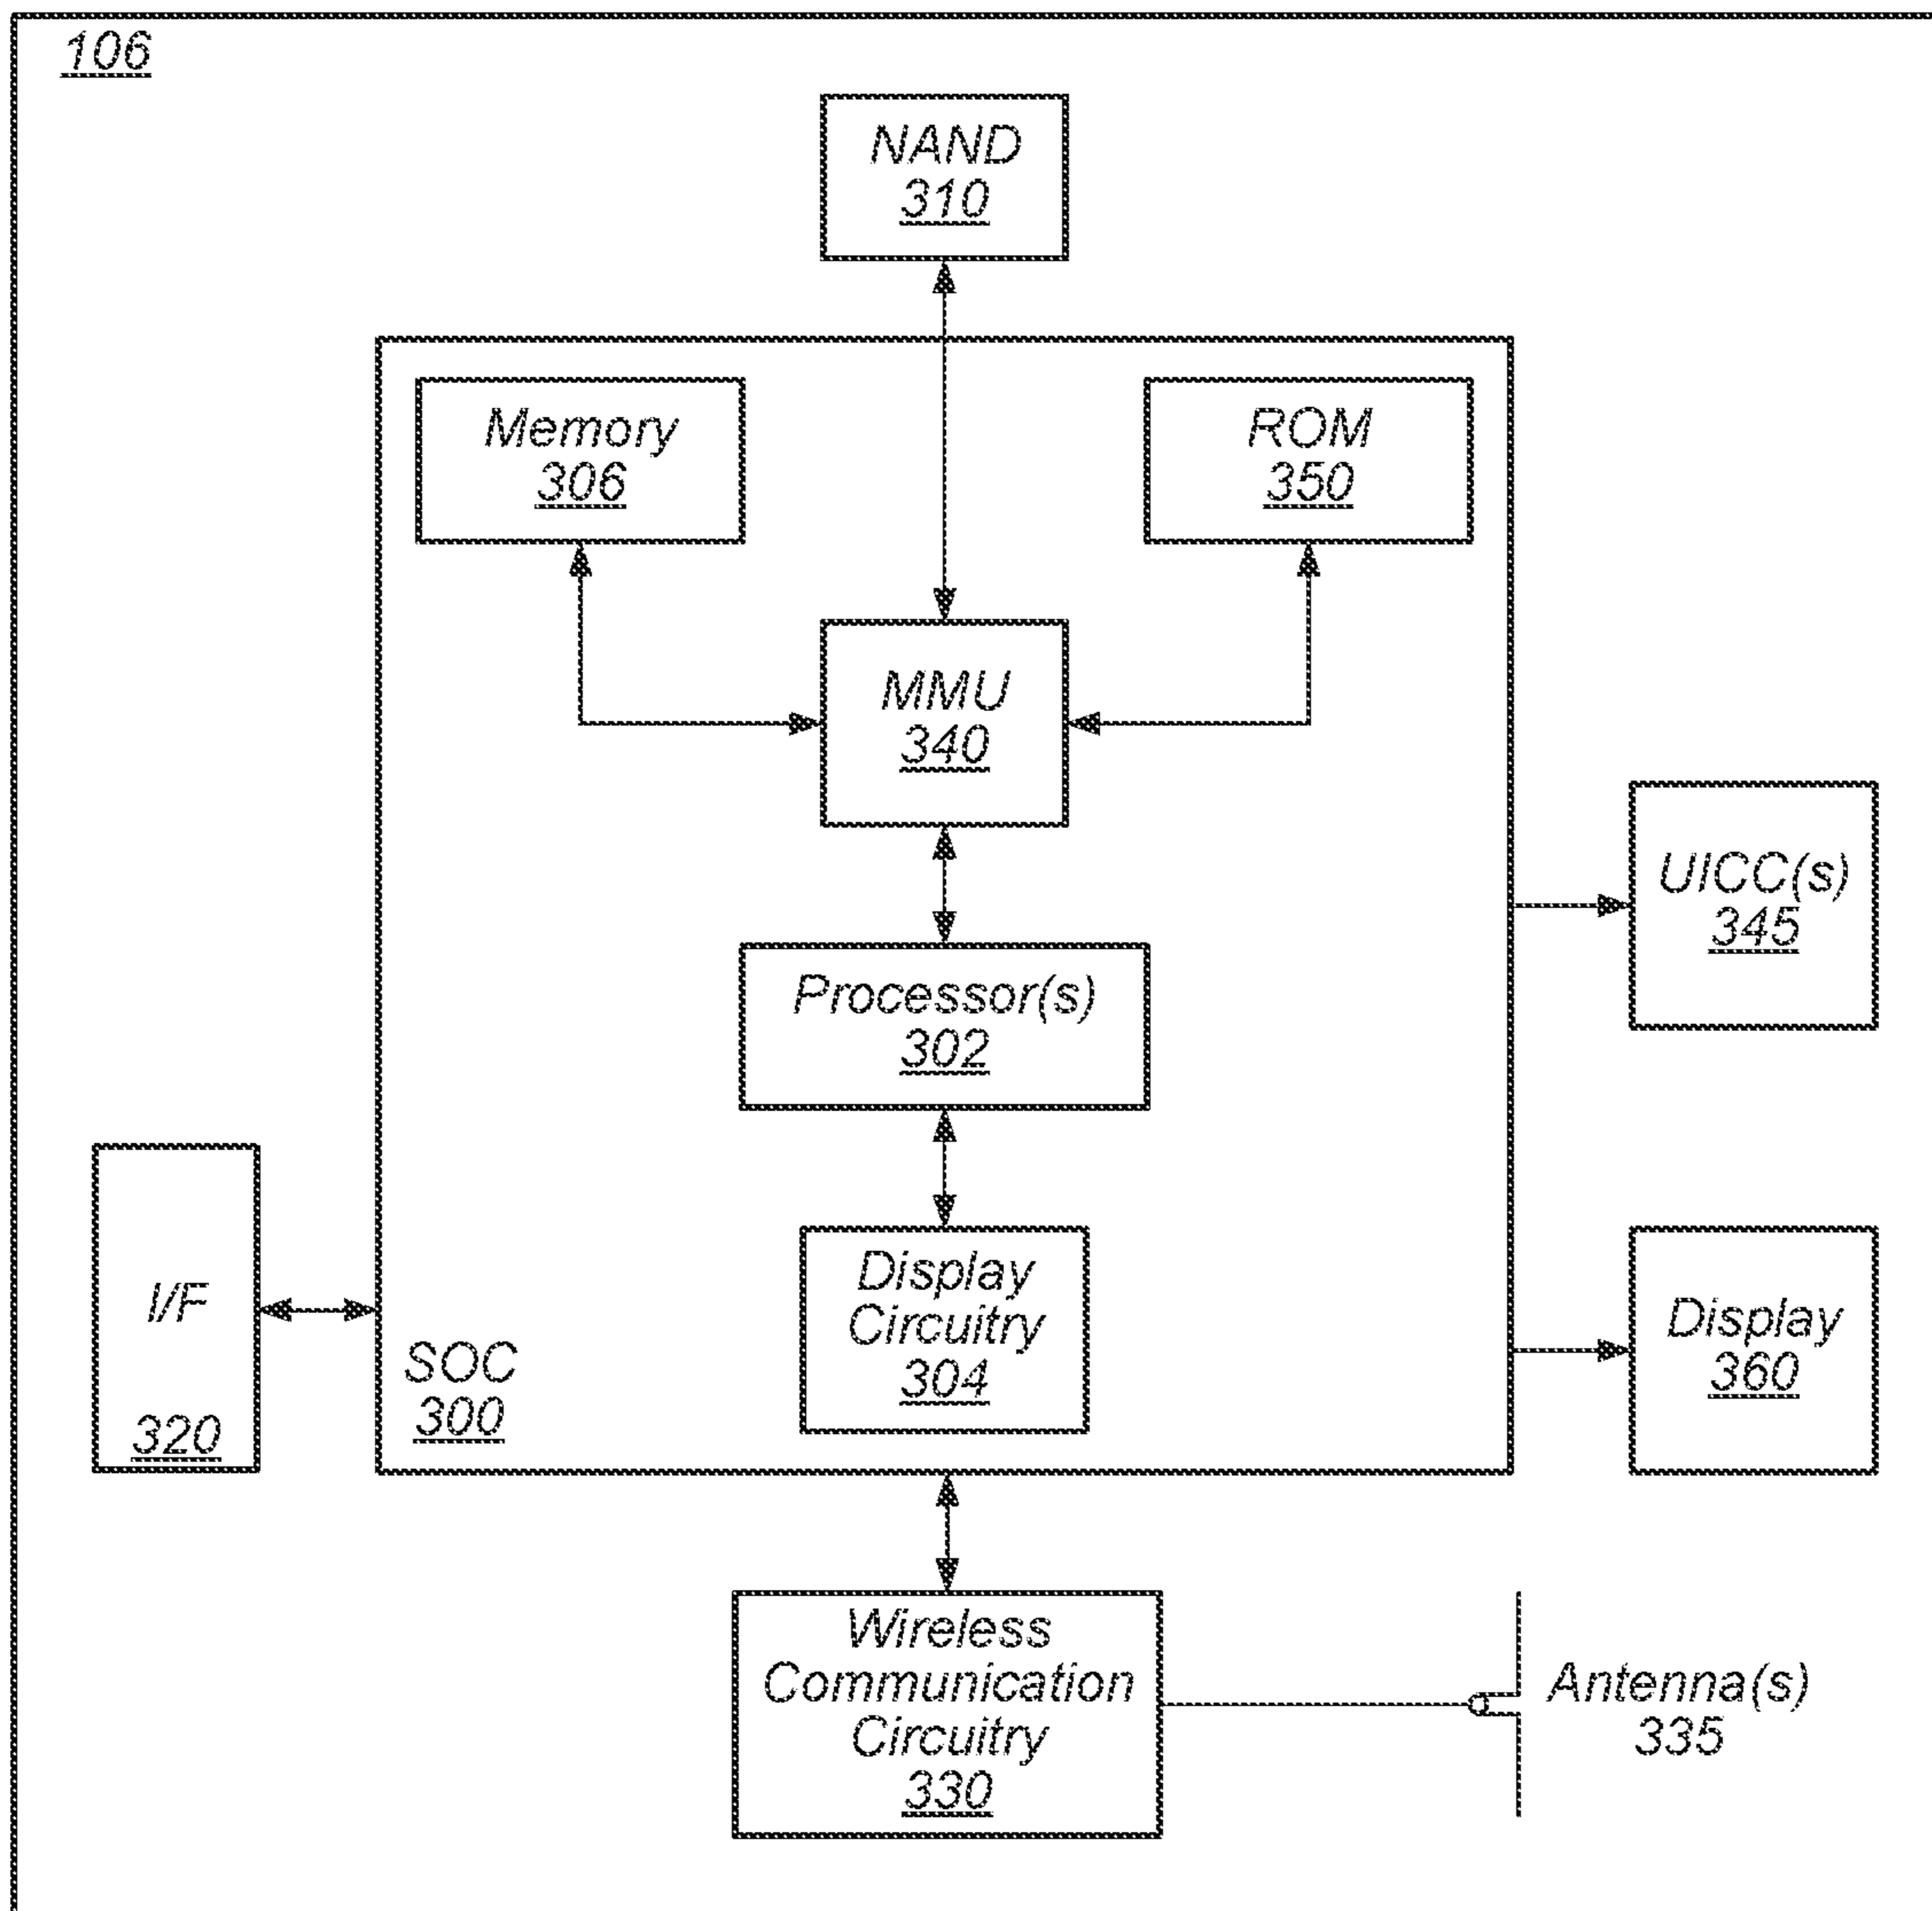 106
NAND
310
Memory
306
ROM
350
MMU
340
UICC(s)
345
Processor(s)
302
I/F
320
Display
Circuitry
304
SOC
300
Display
360
Wireless
Communication
Circuitry
330
Antenna(s)
335